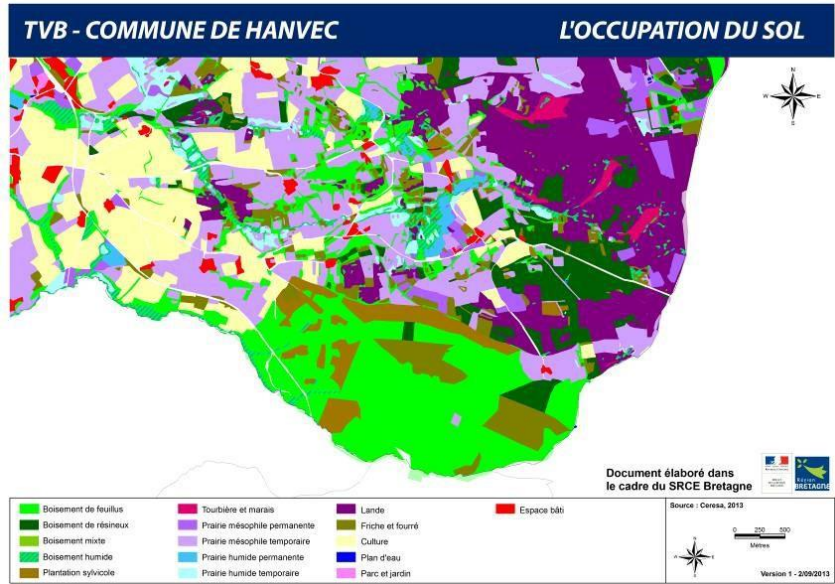 TVB - COMMUNE DE HANVEC
L'OCCUPATION DU SOL
N
W
E
S
Document élaboré dans
le cadre du SRCE Bretagne
Région
BRETAGNE
Boisement de feuillus
Boisement de résineux
Boisement mixte
Boisement humide
Plantation sylvicole
Tourbière et marais
Prairie mésophile permanente
Prairie mésophile temporaire
Prairie humide permanente
Prairie humide temporaire
Lande
Friche et fourré
Culture
Plan d'eau
Parc et jardin
Espace bâti
Source : Ceresa, 2013
0 250 500
Mètres
Version 1 - 2/09/2013